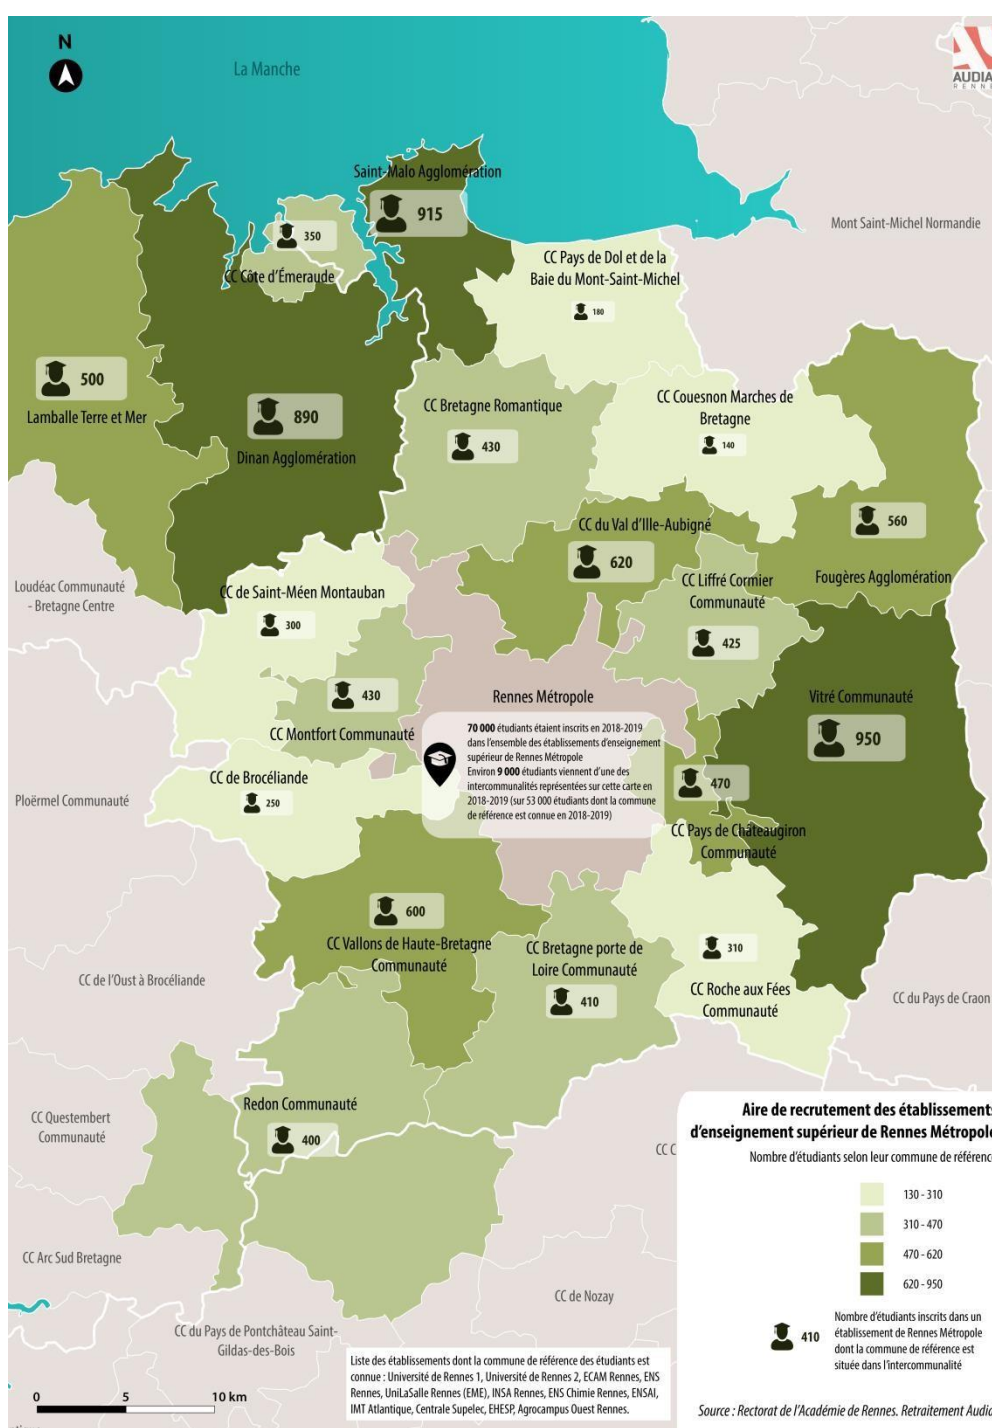 N
La Manche
AUDIA
RENNE
Saint-Malo Agglomération
915
Mont Saint-Michel Normandie
350
CC Côte d'Émeraude
CC Pays de Dol et de la
Baie du Mont-Saint-Michel
180
500
Lamballe Terre et Mer
890
Dinan Agglomération
CC Bretagne Romantique
430
CC Couesnon Marches de
Bretagne
140
560
Fougères Agglomération
CC du Val d'Ille-Aubigné
620
CC Liffré Cormier
Communauté
425
Loudéac Communauté
- Bretagne Centre
CC de Saint-Méen Montauban
300
430
CC Montfort Communauté
Rennes Métropole
70 000 étudiants étaient inscrits en 2018-2019
dans l'ensemble des établissements d'enseignement
supérieur de Rennes Métropole
Environ 9 000 étudiants viennent d'une des
intercommunalités représentées sur cette carte en
2018-2019 (sur 53 000 étudiants dont la commune
de référence est connue en 2018-2019)
Vitré Communauté
950
470
CC Pays de Châteaugiron
Communauté
Ploërmel Communauté
CC de Brocéliande
250
600
CC Vallons de Haute-Bretagne
Communauté
CC Bretagne porte de
Loire Communauté
410
310
CC Roche aux Fées
Communauté
CC de l'Oust à Brocéliande
CC du Pays de Craon
CC Questembert
Communauté
Redon Communauté
400
CC C
CC Arc Sud Bretagne
CC de Nozay
CC du Pays de Pontchâteau Saint-
Gildas-des-Bois
Aire de recrutement des établissements
d'enseignement supérieur de Rennes Métropole
Nombre d'étudiants selon leur commune de référence
130 - 310
310 - 470
470 - 620
620 - 950
410
Nombre d'étudiants inscrits dans un
établissement de Rennes Métropole
dont la commune de référence est
située dans l'intercommunalité
Liste des établissements dont la commune de référence des étudiants est
connue : Université de Rennes 1, Université de Rennes 2, ECAM Rennes, ENS
Rennes, UniLaSalle Rennes (EME), INSA Rennes, ENS Chimie Rennes, ENSAI,
IMT Atlantique, Centrale Supelec, EHESP, Agrocampus Ouest Rennes.
0 5 10 km
Source : Rectorat de l'Académie de Rennes. Retraitement Audia